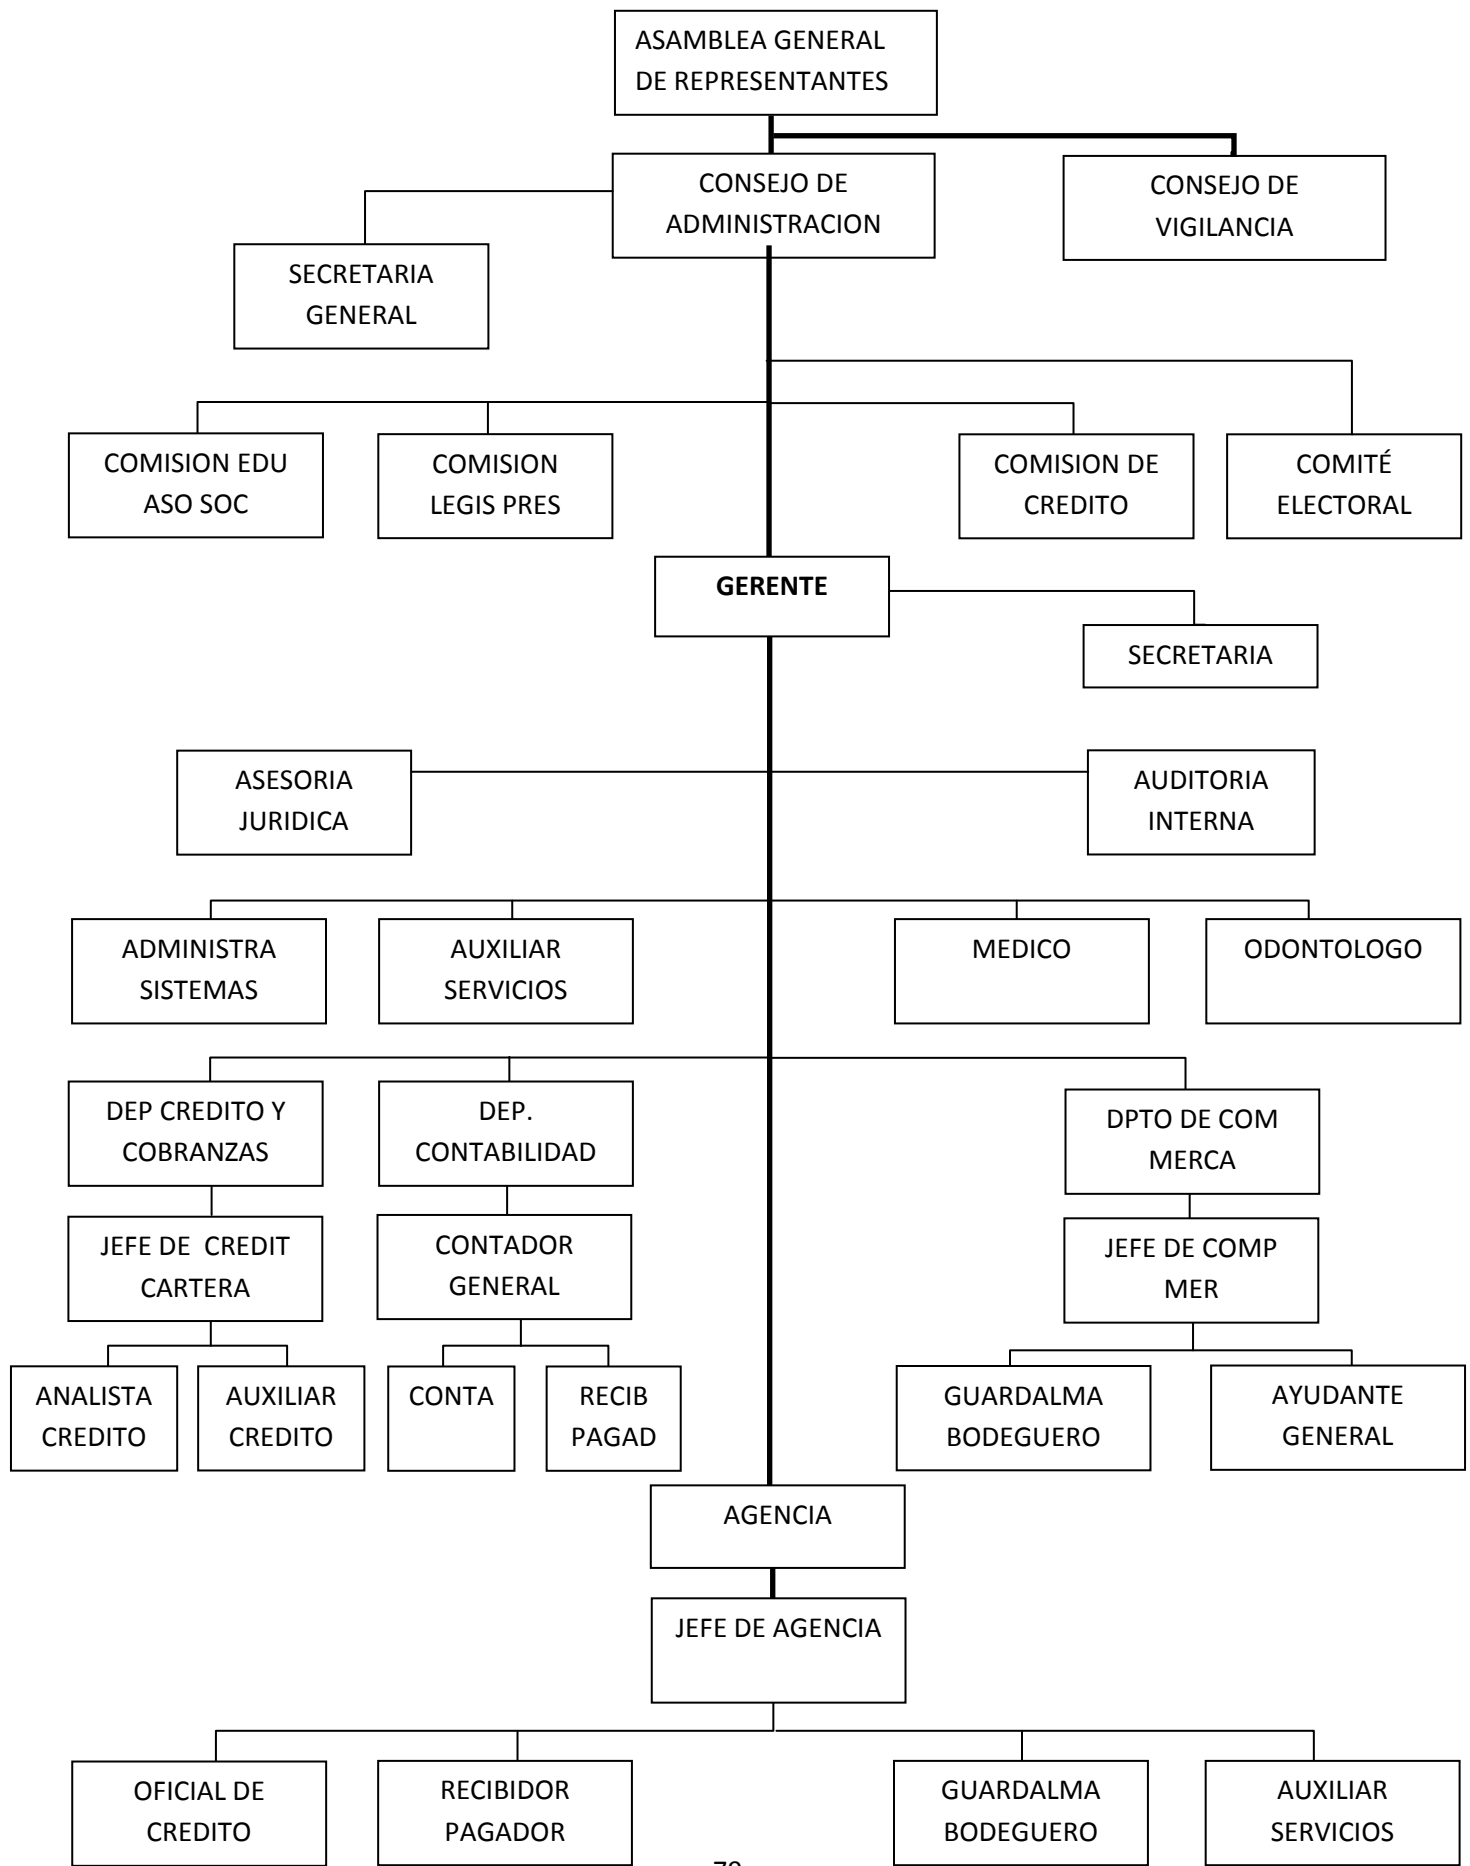 ASAMBLEA GENERAL
DE REPRESENTANTES
CONSEJO DE
ADMINISTRACION
CONSEJO DE
VIGILANCIA
SECRETARIA
GENERAL
COMISION EDU
ASO SOC
COMISION
LEGIS PRES
COMISION DE
CREDITO
COMITÉ
ELECTORAL
GERENTE
SECRETARIA
ASESORIA
JURIDICA
AUDITORIA
INTERNA
ADMINISTRA
SISTEMAS
AUXILIAR
SERVICIOS
MEDICO
ODONTOLOGO
DEP CREDITO Y
COBRANZAS
DEP.
CONTABILIDAD
DPTO DE COM
MERCA
JEFE DE  CREDIT
CARTERA
CONTADOR
GENERAL
JEFE DE COMP
MER
ANALISTA
CREDITO
AUXILIAR
CREDITO
CONTA
RECIB
PAGAD
GUARDALMA
BODEGUERO
AYUDANTE
GENERAL
AGENCIA
JEFE DE AGENCIA
OFICIAL DE
CREDITO
RECIBIDOR
PAGADOR
GUARDALMA
BODEGUERO
AUXILIAR
SERVICIOS